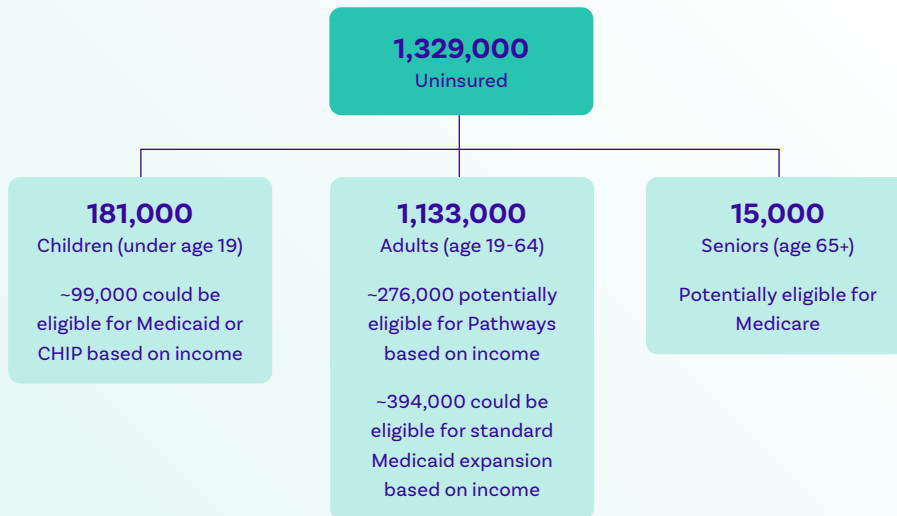 1,329,000
Uninsured
181,000
Children (under age 19)
~99,000 could be
eligible for Medicaid or
CHIP based on income
1,133,000
Adults (age 19-64)
~276,000 potentially
eligible for Pathways
based on income
~394,000 could be
eligible for standard
Medicaid expansion
based on income
15,000
Seniors (age 65+)
Potentially eligible for
Medicare